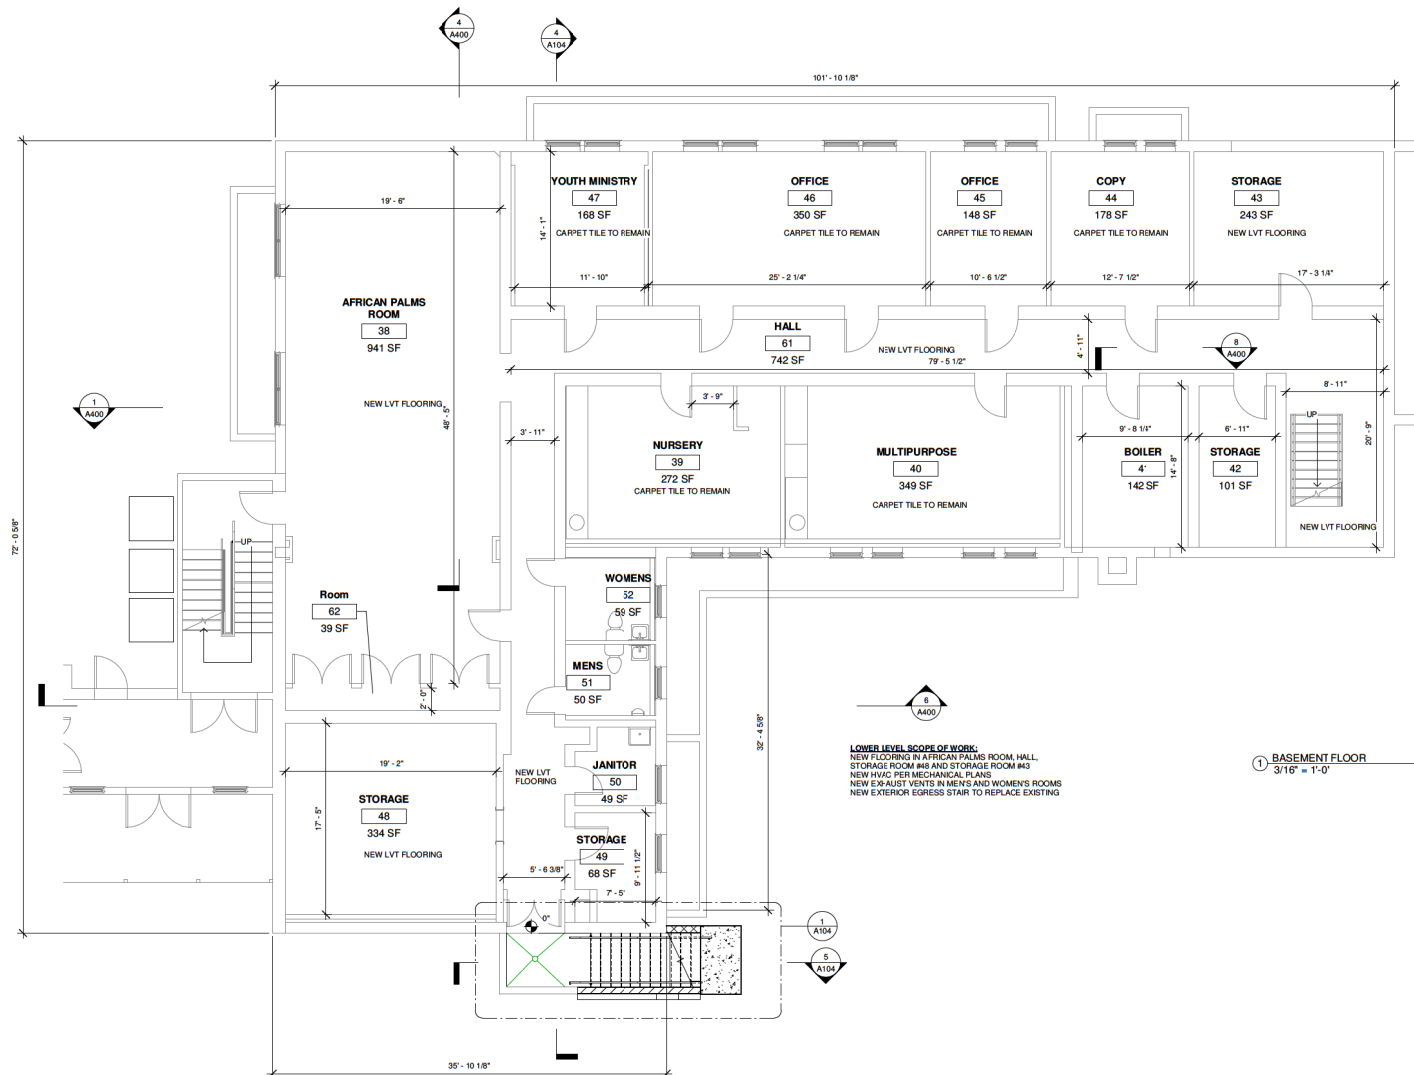 4
A400
4
A104
101' - 10 1/8"
YOUTH MINISTRY
47
168 SF
CARPET TILE TO REMAIN
OFFICE
46
350 SF
CARPET TILE TO REMAIN
OFFICE
45
148 SF
CARPET TILE TO REMAIN
COPY
44
178 SF
CARPET TILE TO REMAIN
STORAGE
43
243 SF
NEW LVT FLOORING
19' - 6"
14' - 1"
11' - 10"
25' - 2 1/4"
10' - 6 1/2"
12' - 7 1/2"
17' - 3 1/4"
AFRICAN PALMS
ROOM
38
941 SF
NEW LVT FLOORING
48' - 5"
HALL
61
742 SF
NEW LVT FLOORING
79' - 5 1/2"
4' - 11"
8
A400
1
A400
8' - 11"
3' - 9"
3' - 11"
9' - 8 1/4"
6' - 11"
UP
20' - 9"
NURSERY
39
272 SF
CARPET TILE TO REMAIN
MULTIPURPOSE
40
349 SF
CARPET TILE TO REMAIN
BOILER
4'
142 SF
14' - 8"
STORAGE
42
101 SF
NEW LVT FLOORING
72' - 0 5/8"
UP
Room
62
39 SF
WOMENS
52
59 SF
MENS
51
50 SF
2' - 0"
6
A400
32' - 4 5/8"
LOWER LEVEL SCOPE OF WORK:
NEW FLOORING IN AFRICAN PALMS ROOM, HALL,
STORAGE ROOM #48 AND STORAGE ROOM #43
NEW HVAC PER MECHANICAL PLANS
NEW EXHAUST VENTS IN MEN'S AND WOMEN'S ROOMS
NEW EXTERIOR EGRESS STAIR TO REPLACE EXISTING
1
BASEMENT FLOOR
3/16" = 1'-0'
19' - 2"
NEW LVT
FLOORING
JANITOR
50
49 SF
STORAGE
48
334 SF
NEW LVT FLOORING
17' - 5"
STORAGE
49
68 SF
9' - 11 1/2"
5' - 6 3/8"
7' - 5'
0"
1
A104
5
A104
35' - 10 1/8"